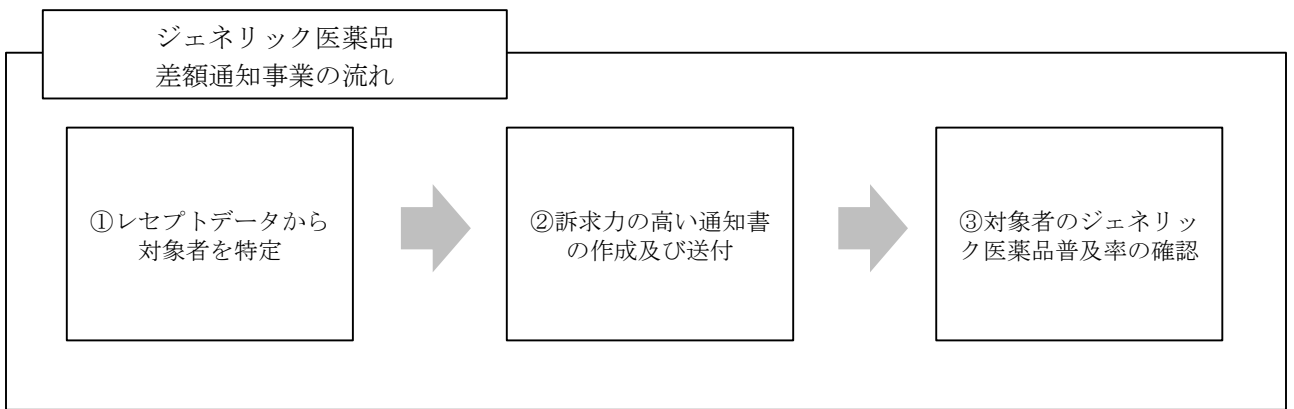 ジェネリック医薬品
差額通知事業の流れ
①レセプトデータから
対象者を特定
②訴求力の高い通知書
の作成及び送付
③対象者のジェネリッ
ク医薬品普及率の確認